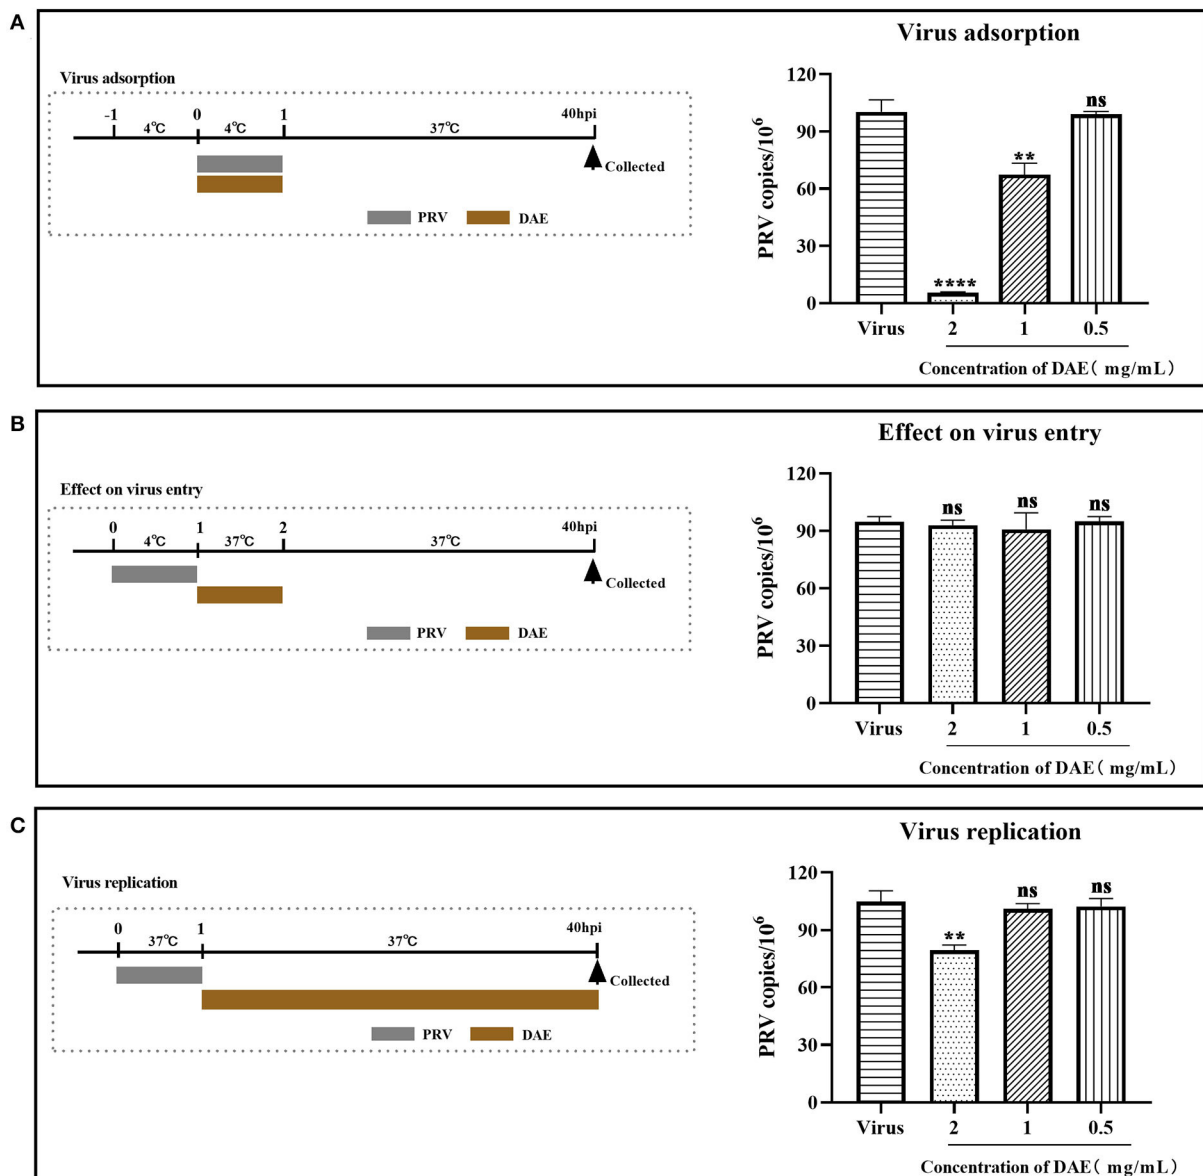 A
Virus adsorption
-1 0 1 40hpi
4℃ 4℃ 37℃
Collected
PRV DAE
Virus adsorption
PRV copies/10⁶
120
90
60
30
0
**** ** ns
Virus 2 1 0.5
Concentration of DAE( mg/mL)
B
Effect on virus entry
0 1 2 40hpi
4℃ 37℃ 37℃
Collected
PRV DAE
Effect on virus entry
PRV copies/10⁶
120
90
60
30
0
ns ns ns
Virus 2 1 0.5
Concentration of DAE( mg/mL)
C
Virus replication
0 1 40hpi
37℃ 37℃
Collected
PRV DAE
Virus replication
PRV copies/10⁶
120
90
60
30
0
** ns ns
Virus 2 1 0.5
Concentration of DAE( mg/mL)